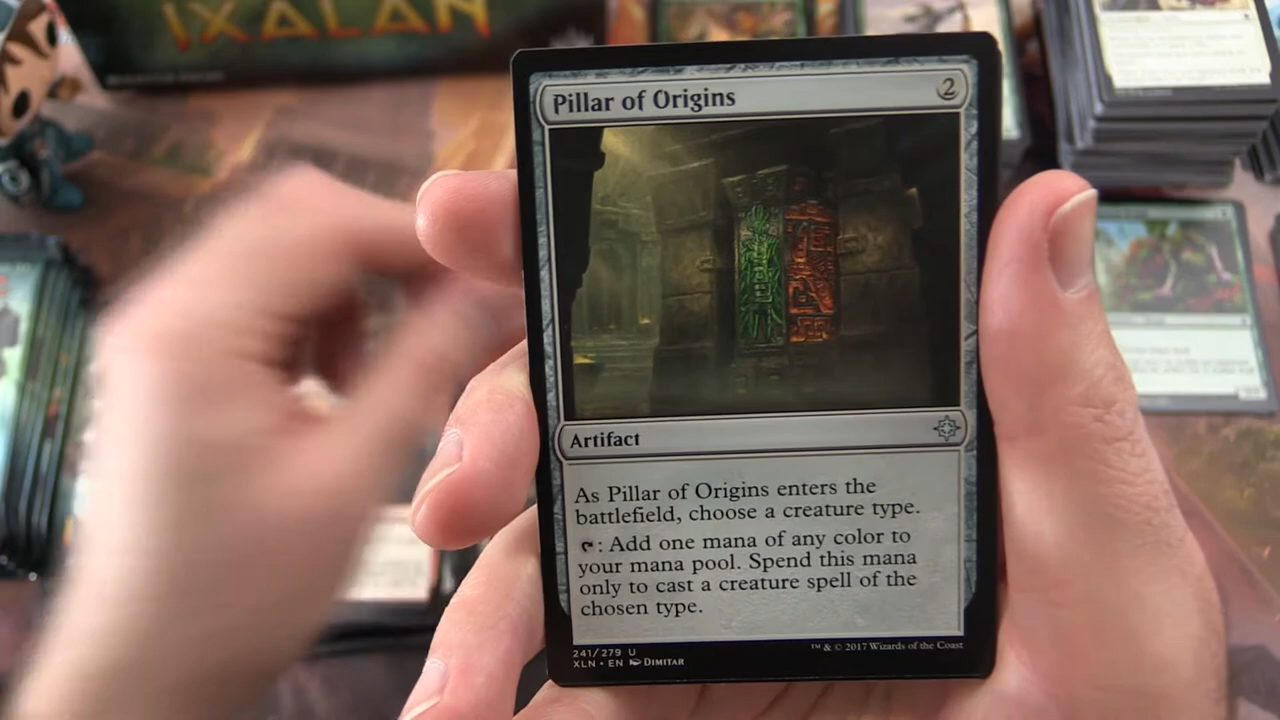 IXALAN
Pillar of Origins 2
Artifact
As Pillar of Origins enters the
battlefield, choose a creature type.
: Add one mana of any color to
your mana pool. Spend this mana
only to cast a creature spell of the
chosen type.
241/279 U
XLN • EN DIMITAR
™ & © 2017 Wizards of the Coast